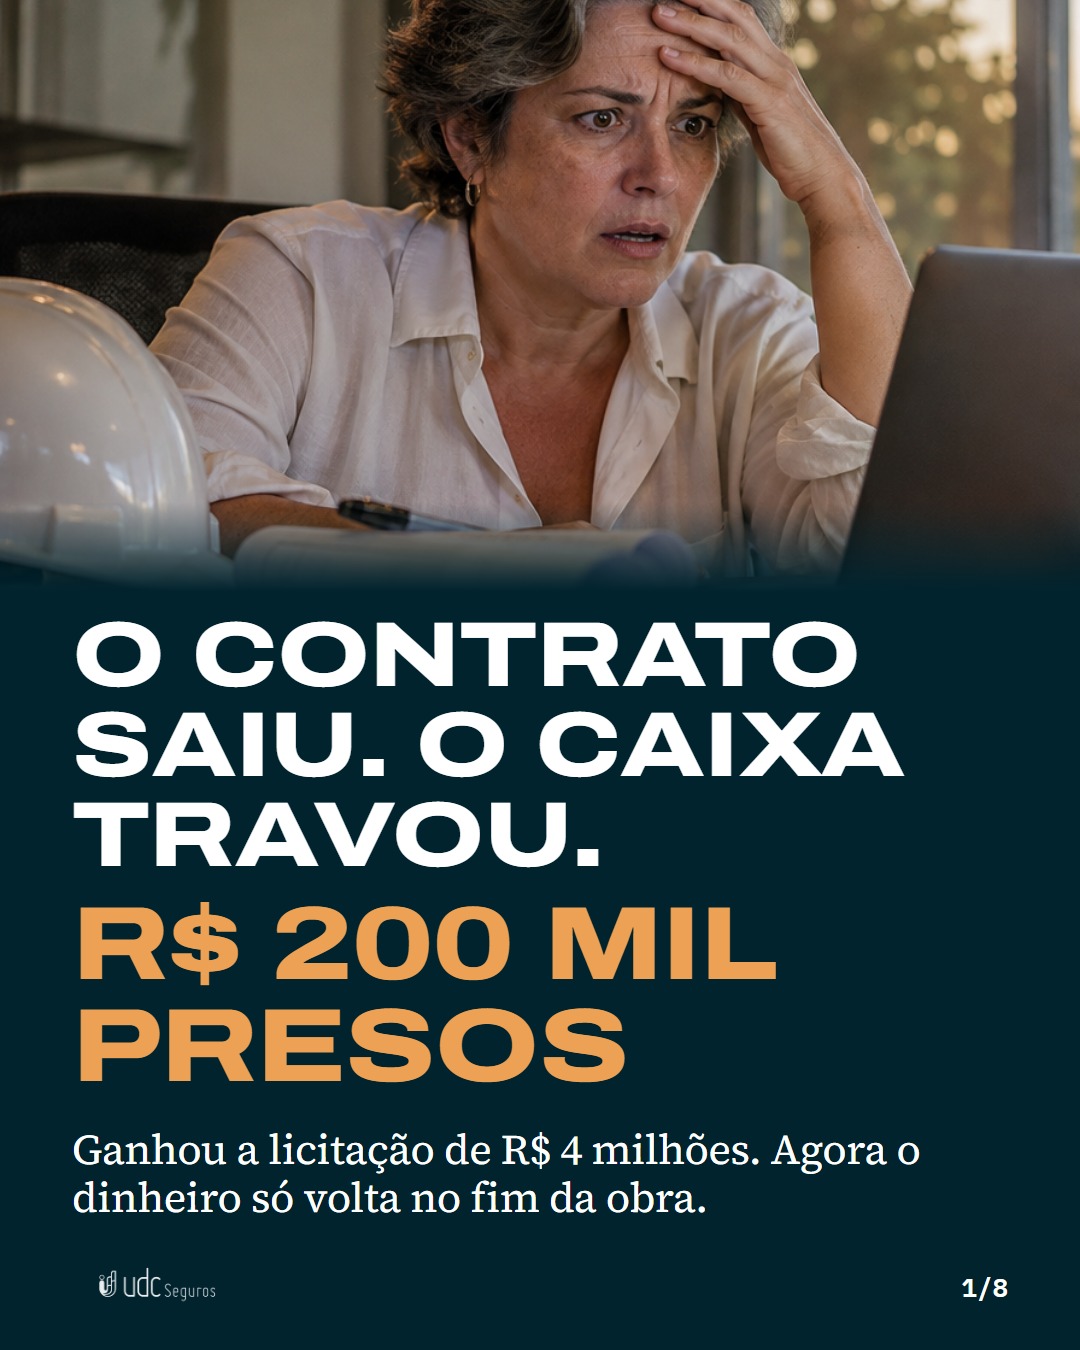 O CONTRATO
SAIU. O CAIXA
TRAVOU.
R$ 200 MIL
PRESOS
Ganhou a licitação de R$ 4 milhões. Agora o
dinheiro só volta no fim da obra.
udc Seguros
1/8